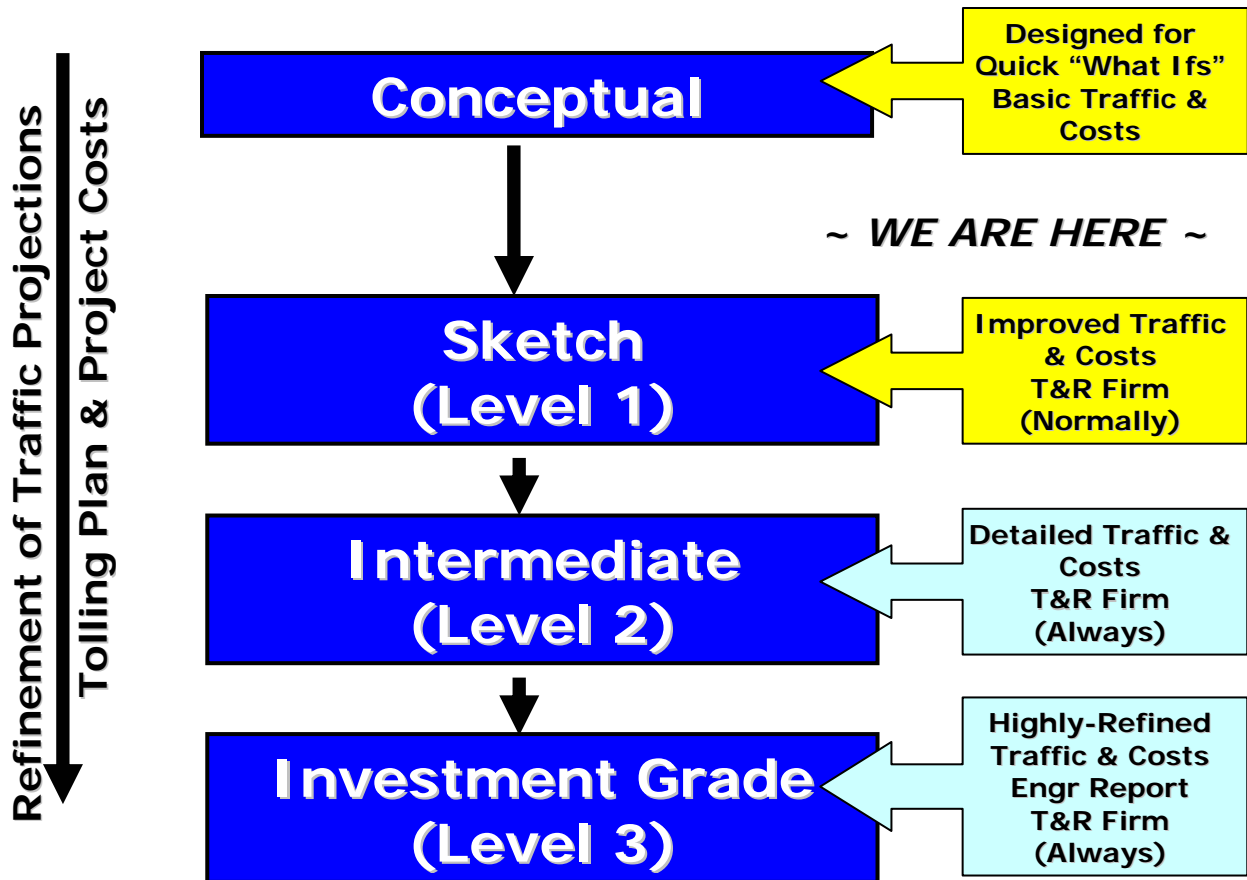 Refinement of Traffic Projections
Tolling Plan & Project Costs
Conceptual
Designed for
Quick “What Ifs”
Basic Traffic &
Costs
~ WE ARE HERE ~
Sketch
(Level 1)
Improved Traffic
& Costs
T&R Firm
(Normally)
Intermediate
(Level 2)
Detailed Traffic &
Costs
T&R Firm
(Always)
Investment Grade
(Level 3)
Highly-Refined
Traffic & Costs
Engr Report
T&R Firm
(Always)